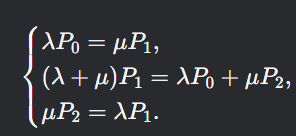 λP₀ = μP₁,
(λ + μ)P₁ = λP₀ + μP₂,
μP₂ = λP₁.